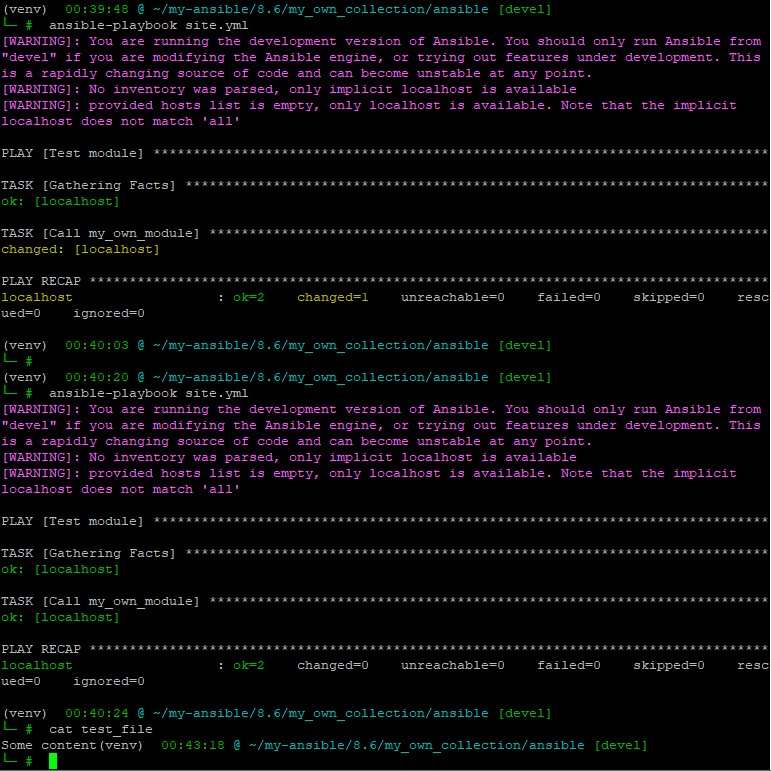 (venv)  00:39:48 @ ~/my-ansible/8.6/my_own_collection/ansible [devel]
└─ #  ansible-playbook site.yml
[WARNING]: You are running the development version of Ansible. You should only run Ansible from
"devel" if you are modifying the Ansible engine, or trying out features under development. This
is a rapidly changing source of code and can become unstable at any point.
[WARNING]: No inventory was parsed, only implicit localhost is available
[WARNING]: provided hosts list is empty, only localhost is available. Note that the implicit
localhost does not match 'all'

PLAY [Test module] *****************************************************************************

TASK [Gathering Facts] *************************************************************************
ok: [localhost]

TASK [Call my_own_module] **********************************************************************
changed: [localhost]

PLAY RECAP *************************************************************************************
localhost                  : ok=2    changed=1    unreachable=0    failed=0    skipped=0    resc
ued=0    ignored=0

(venv)  00:40:03 @ ~/my-ansible/8.6/my_own_collection/ansible [devel]
└─ #
(venv)  00:40:20 @ ~/my-ansible/8.6/my_own_collection/ansible [devel]
└─ #  ansible-playbook site.yml
[WARNING]: You are running the development version of Ansible. You should only run Ansible from
"devel" if you are modifying the Ansible engine, or trying out features under development. This
is a rapidly changing source of code and can become unstable at any point.
[WARNING]: No inventory was parsed, only implicit localhost is available
[WARNING]: provided hosts list is empty, only localhost is available. Note that the implicit
localhost does not match 'all'

PLAY [Test module] *****************************************************************************

TASK [Gathering Facts] *************************************************************************
ok: [localhost]

TASK [Call my_own_module] **********************************************************************
ok: [localhost]

PLAY RECAP *************************************************************************************
localhost                  : ok=2    changed=0    unreachable=0    failed=0    skipped=0    resc
ued=0    ignored=0

(venv)  00:40:24 @ ~/my-ansible/8.6/my_own_collection/ansible [devel]
└─ #  cat test_file
Some content(venv)  00:43:18 @ ~/my-ansible/8.6/my_own_collection/ansible [devel]
└─ #